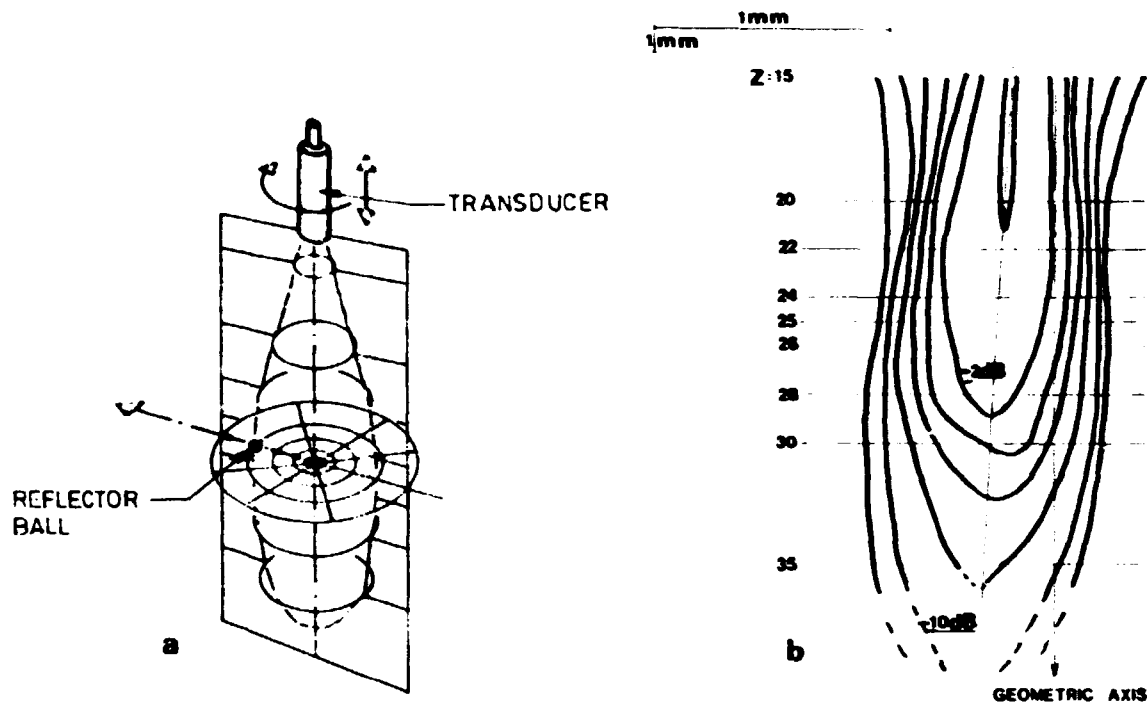 TRANSDUCER
REFLECTOR
BALL
a
1mm
1mm
Z:15
20
22
24
25
26
28
30
35
-2dB
-10dB
b
GEOMETRIC AXIS